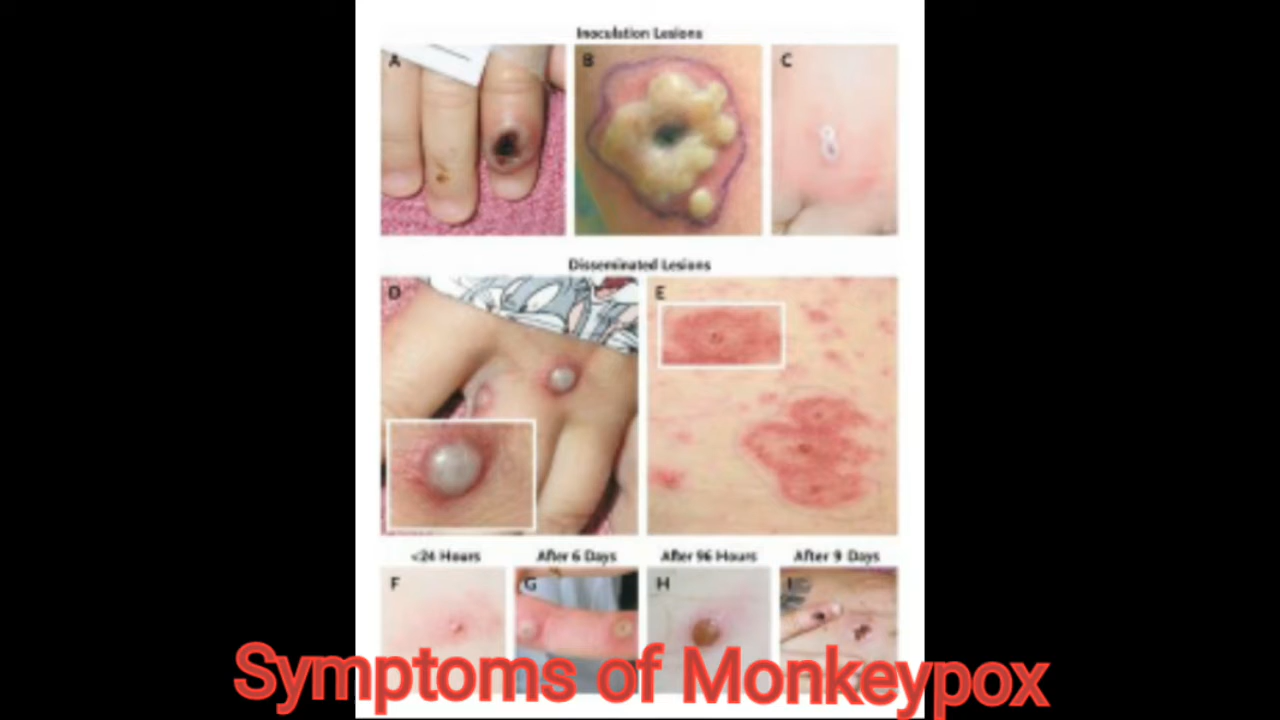 Inoculation Lesions
A B C
Disseminated Lesions
D E
<24 Hours After 6 Days After 96 Hours After 9 Days
F G H I
Symptoms of Monkeypox